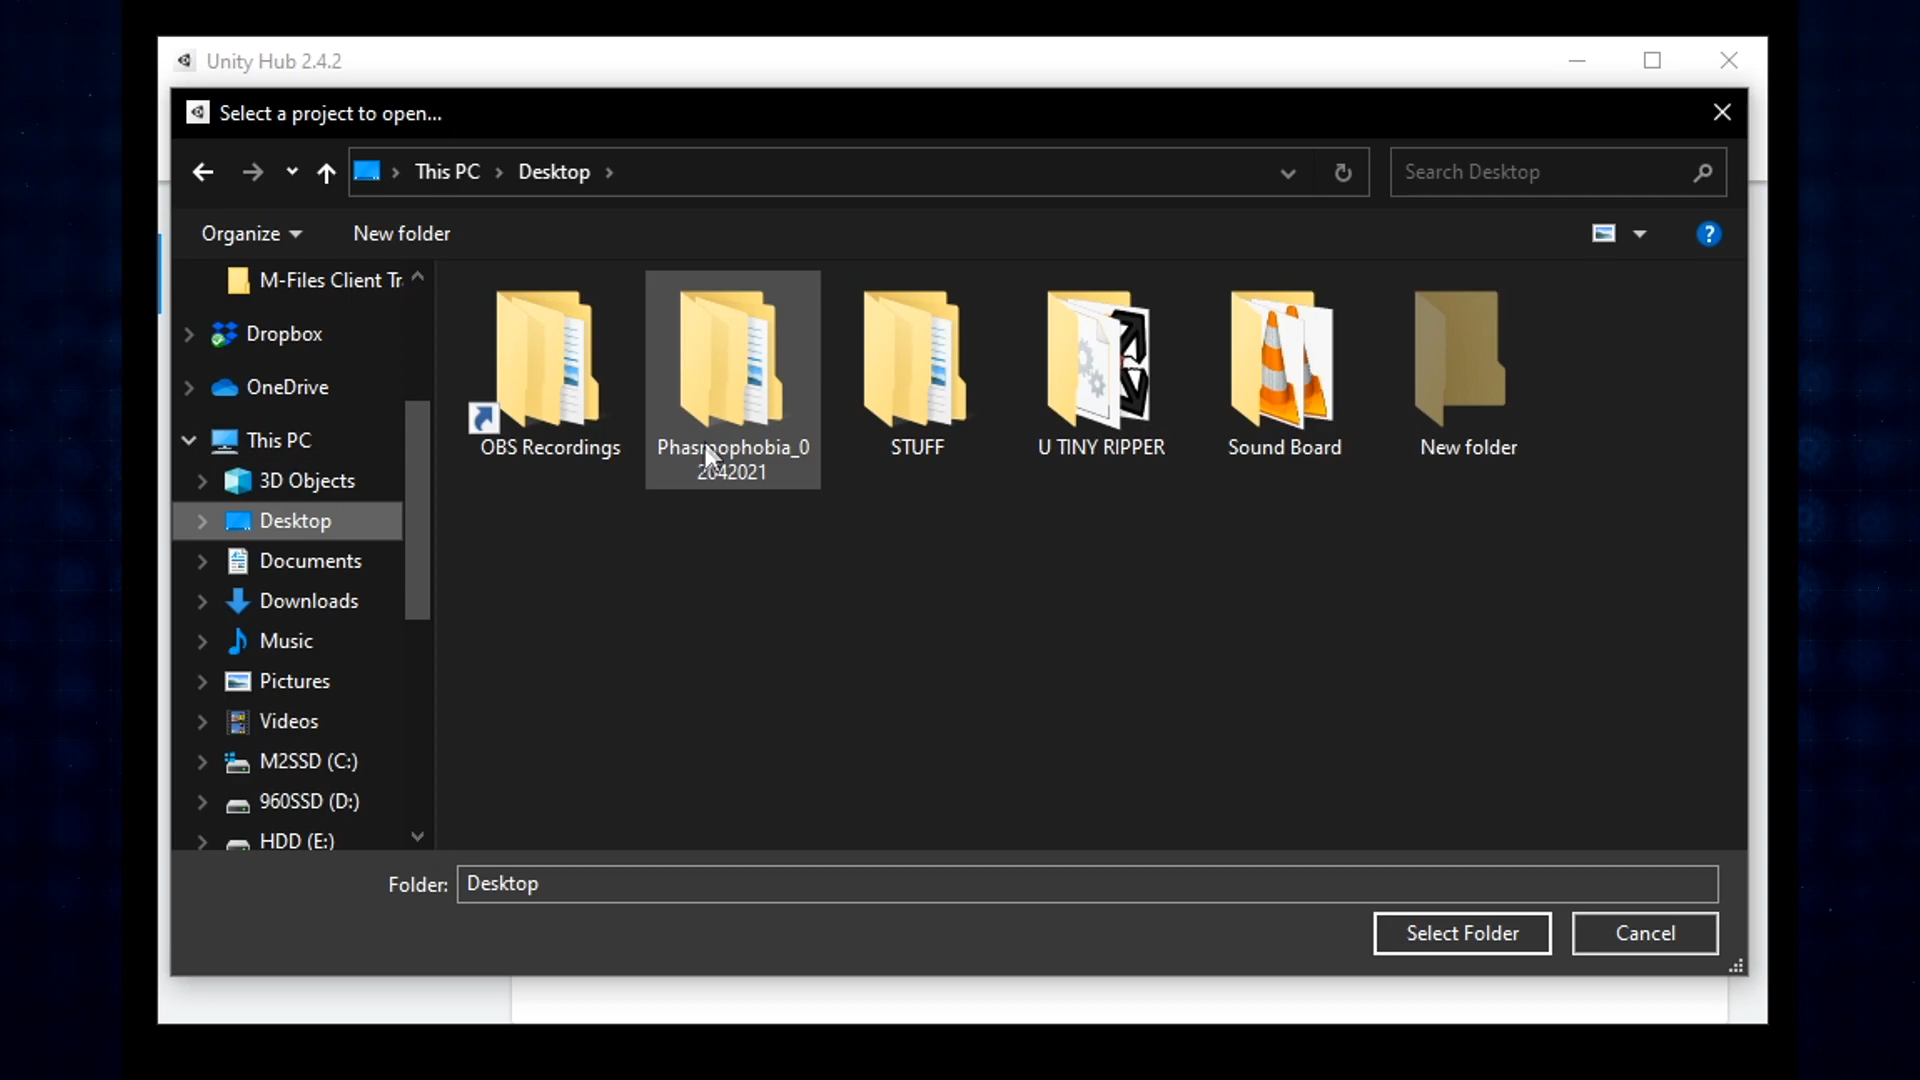 Unity Hub 2.4.2
Select a project to open...
This PC
Desktop
Search Desktop
Organize
New folder
?
M-Files Client Tr
Dropbox
OneDrive
This PC
3D Objects
Desktop
Documents
Downloads
Music
Pictures
Videos
M2SSD (C:)
960SSD (D:)
HDD (E:)
OBS Recordings
Phasmophobia_0
2042021
STUFF
U TINY RIPPER
Sound Board
New folder
Folder:
Desktop
Select Folder
Cancel